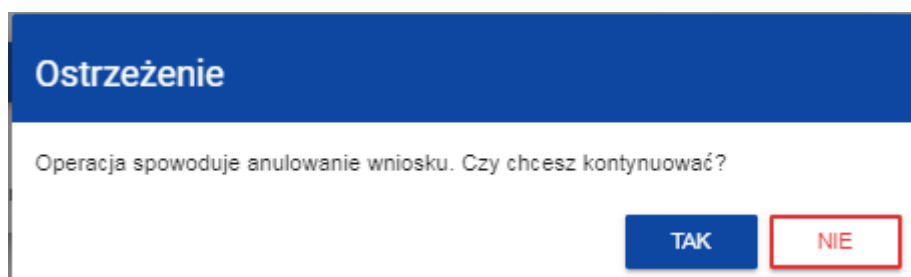 Ostrzeżenie
Operacja spowoduje anulowanie wniosku. Czy chcesz kontynuować?
TAK NIE